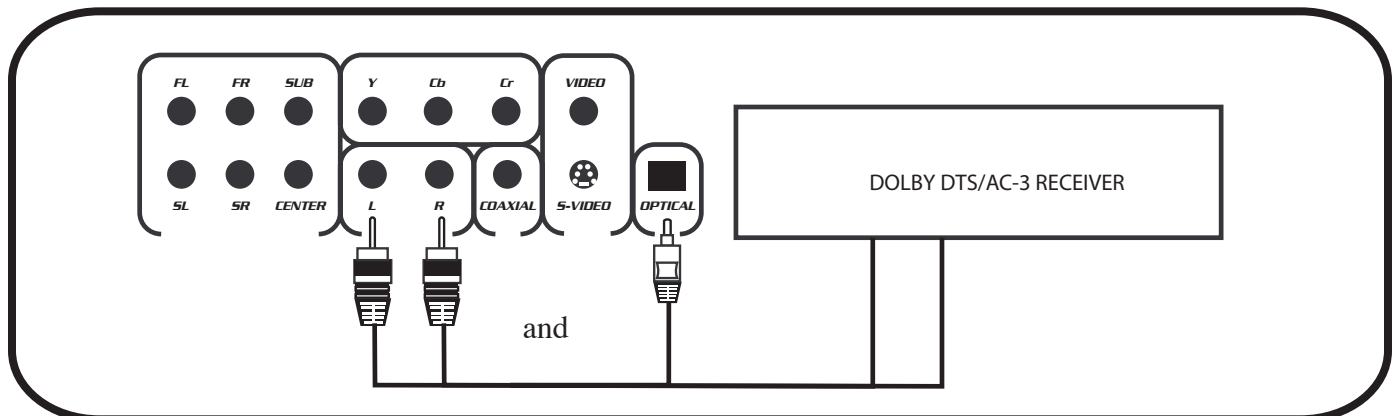 FL FR SUB Y Cb Cr VIDEO
DOLBY DTS/AC-3 RECEIVER
SL SR CENTER L R COAXIAL S-VIDEO OPTICAL
and